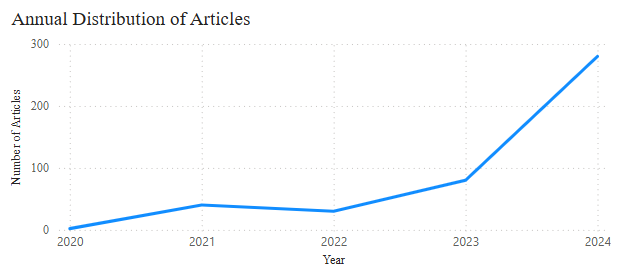 Annual Distribution of Articles
300
200
100
0
Number of Articles
2020 2021 2022 2023 2024
Year